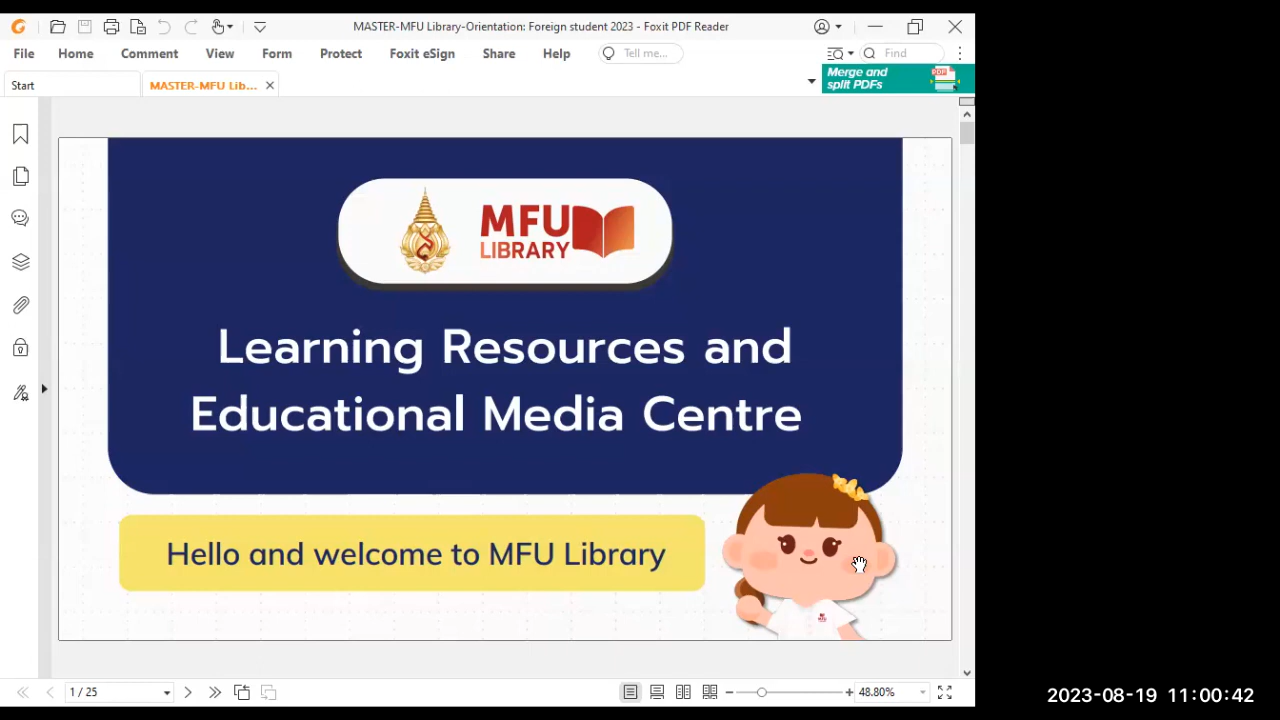 MASTER-MFU Library-Orientation: Foreign student 2023 - Foxit PDF Reader
File Home Comment View Form Protect Foxit eSign Share Help Tell me... Find
Start MASTER-MFU Lib...
Merge and
split PDFs
PDF
MFU
LIBRARY
Learning Resources and
Educational Media Centre
Hello and welcome to MFU Library
1 / 25
48.80%
2023-08-19 11:00:42